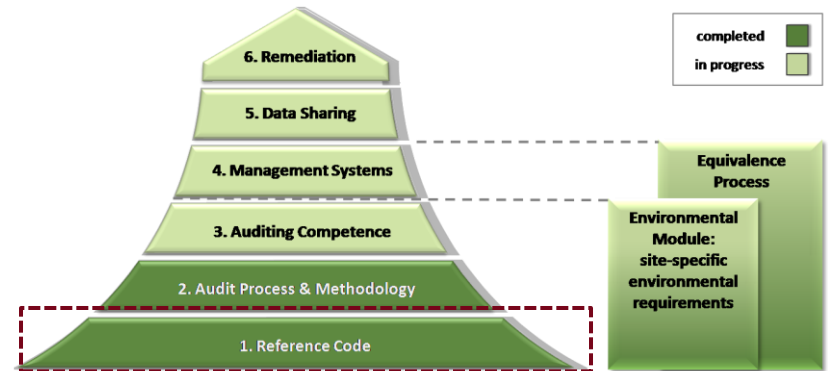 completed
in progress
6. Remediation
5. Data Sharing
4. Management Systems
3. Auditing Competence
2. Audit Process & Methodology
1. Reference Code
Equivalence
Process
Environmental
Module:
site-specific
environmental
requirements